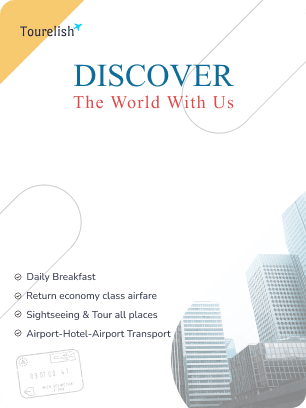 Tourelish
DISCOVER
The World With Us
Daily Breakfast
Return economy class airfare
Sightseeing & Tour all places
Airport-Hotel-Airport Transport